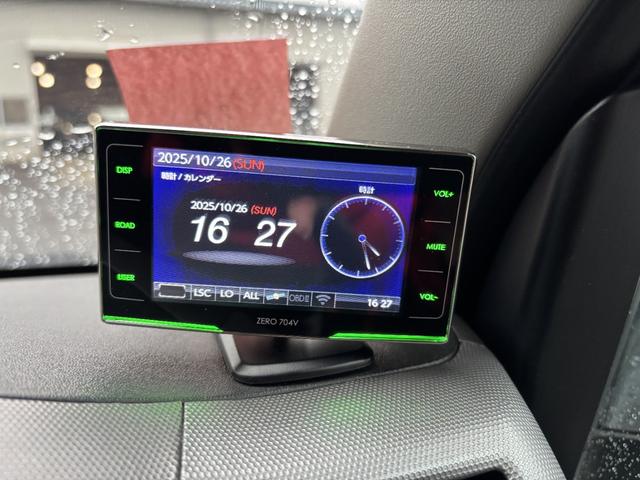 2025/10/26(SUN)
時計/カレンダー
時計
2025/10/26 (SUN)
16 27
LSC LO ALL OBDII 16 27
DISP
ROAD
USER
VOL+
MUTE
VOL-
ZERO 704V